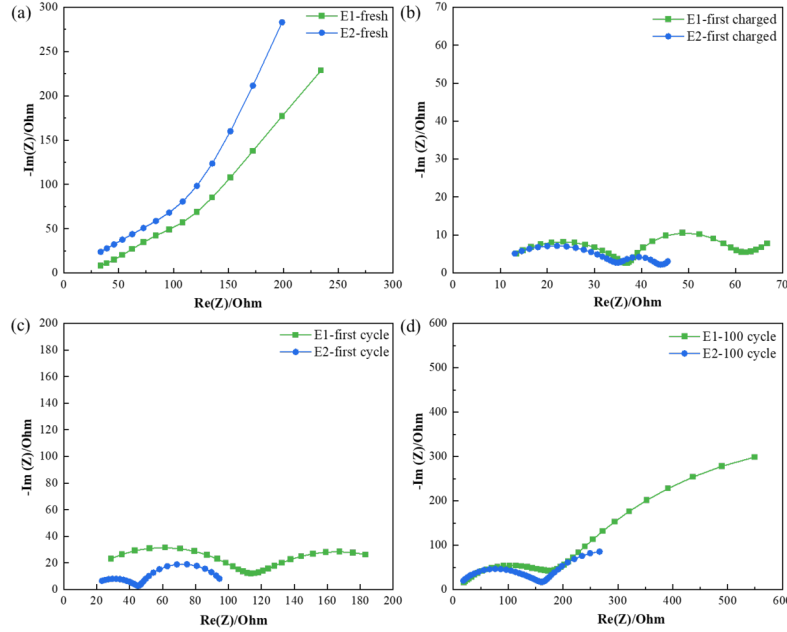 (a)
E1-fresh
E2-fresh
300
250
200
150
100
50
0
-Im(Z)/Ohm
0 50 100 150 200 250 300
Re(Z)/Ohm
(b)
E1-first charged
E2-first charged
70
60
50
40
30
20
10
0
-Im (Z)/Ohm
0 10 20 30 40 50 60 70
Re(Z)/Ohm
(c)
E1-first cycle
E2-first cycle
200
180
160
140
120
100
80
60
40
20
0
-Im (Z)/Ohm
0 20 40 60 80 100 120 140 160 180 200
Re(Z)/Ohm
(d)
E1-100 cycle
E2-100 cycle
600
500
400
300
200
100
0
-Im (Z)/Ohm
0 100 200 300 400 500 600
Re(Z)/Ohm